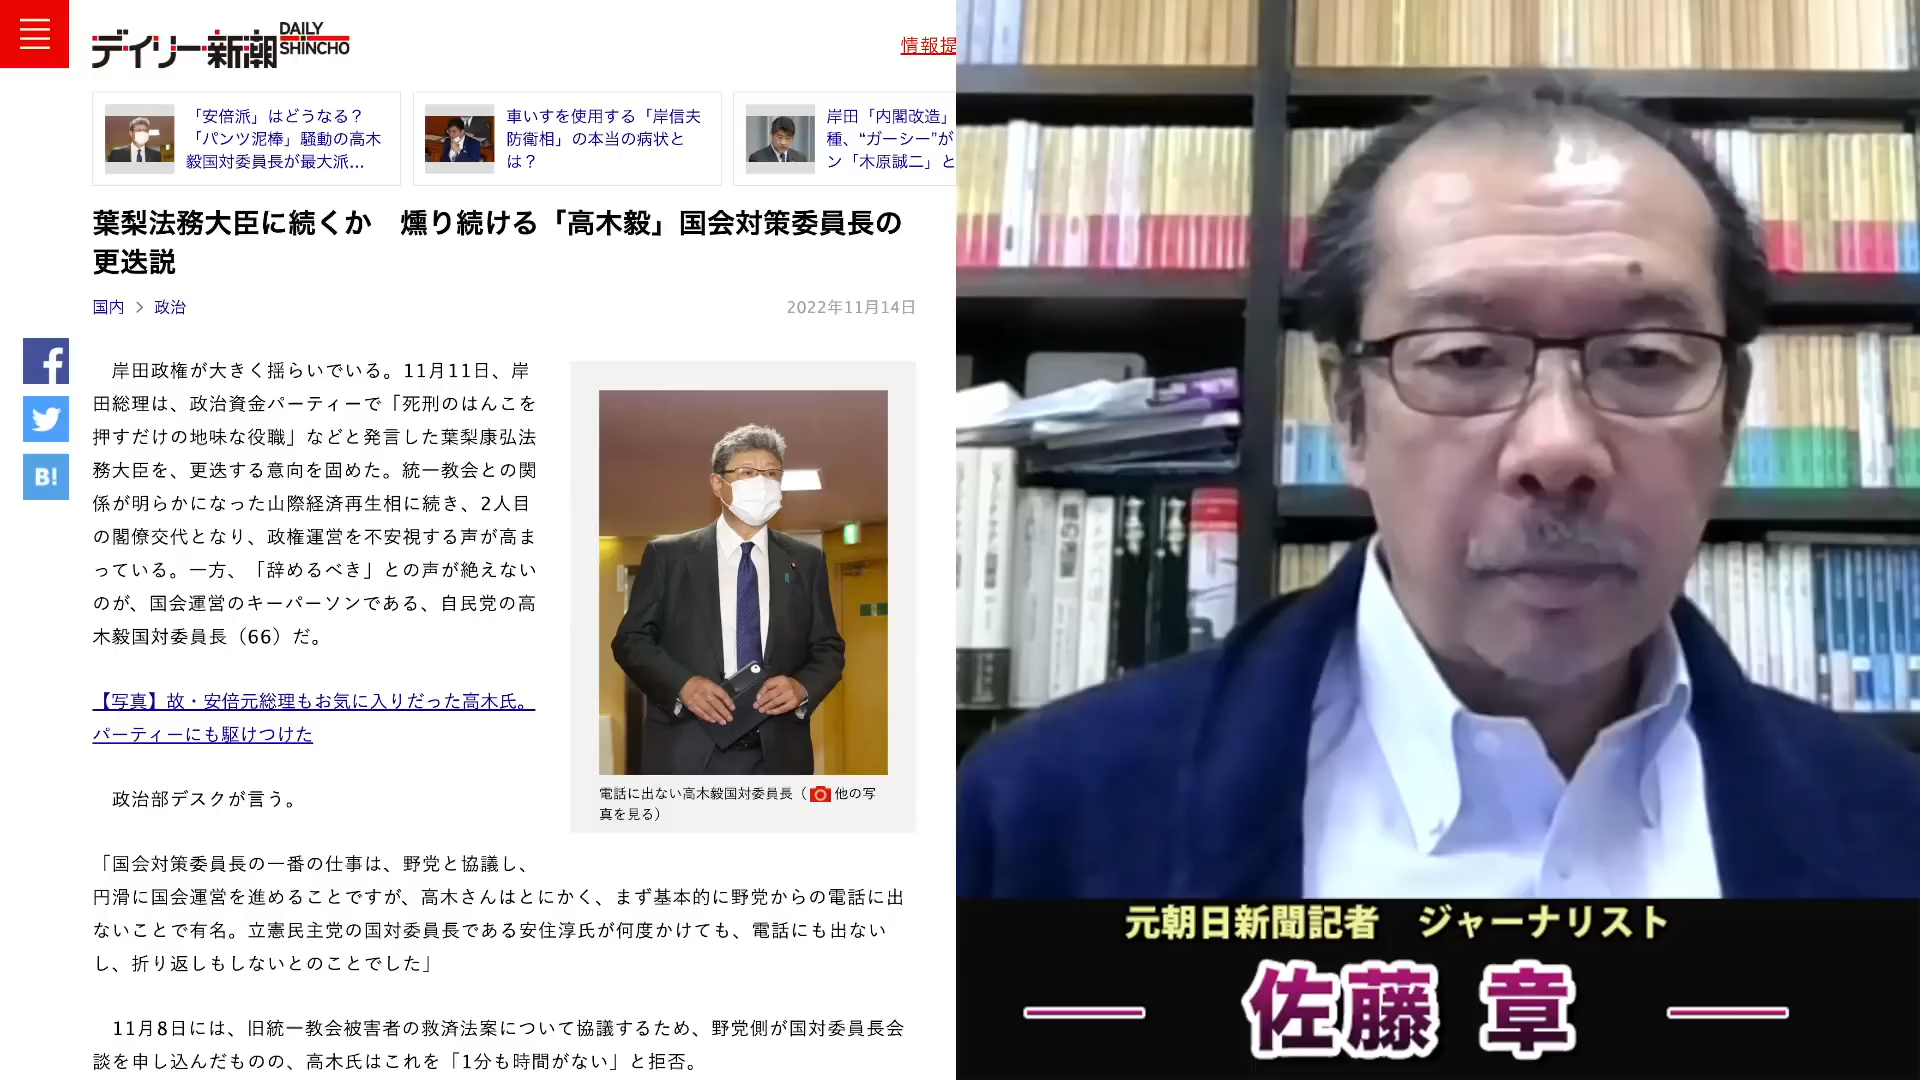 デイリー新潮 DAILY SHINCHO
情報提
「安倍派」はどうなる？
「パンツ泥棒」騒動の高木
毅国対委員長が最大派...
車いすを使用する「岸信夫
防衛相」の本当の病状と
は？
岸田「内閣改造」
種、“ガーシー”が
ン「木原誠二」と
葉梨法務大臣に続くか　燻り続ける「高木毅」国会対策委員長の
更迭説
国内 > 政治
2022年11月14日
B!
岸田政権が大きく揺らいでいる。11月11日、岸
田総理は、政治資金パーティーで「死刑のはんこを
押すだけの地味な役職」などと発言した葉梨康弘法
務大臣を、更迭する意向を固めた。統一教会との関
係が明らかになった山際経済再生相に続き、2人目
の閣僚交代となり、政権運営を不安視する声が高ま
っている。一方、「辞めるべき」との声が絶えない
のが、国会運営のキーパーソンである、自民党の高
木毅国対委員長（66）だ。
【写真】故・安倍元総理もお気に入りだった高木氏。
パーティーにも駆けつけた
電話に出ない高木毅国対委員長（他の写
真を見る）
政治部デスクが言う。
「国会対策委員長の一番の仕事は、野党と協議し、
円滑に国会運営を進めることですが、高木さんはとにかく、まず基本的に野党からの電話に出
ないことで有名。立憲民主党の国対委員長である安住淳氏が何度かけても、電話にも出ない
し、折り返しもしないとのことでした」
11月8日には、旧統一教会被害者の救済法案について協議するため、野党側が国対委員長会
談を申し込んだものの、高木氏はこれを「1分も時間がない」と拒否。
元朝日新聞記者　ジャーナリスト
佐藤 章